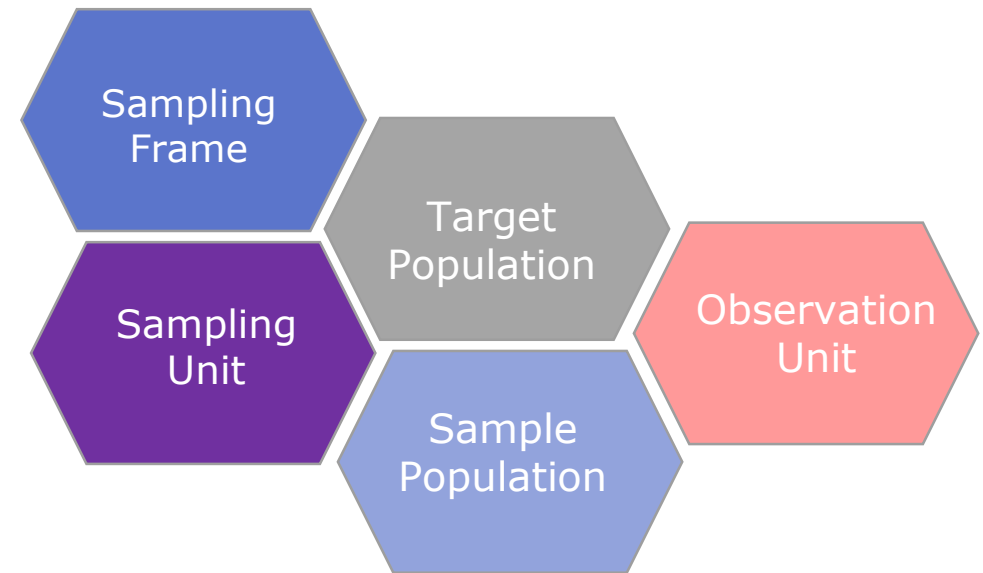 Sampling
Frame
Target
Population
Sampling
Unit
Observation
Unit
Sample
Population